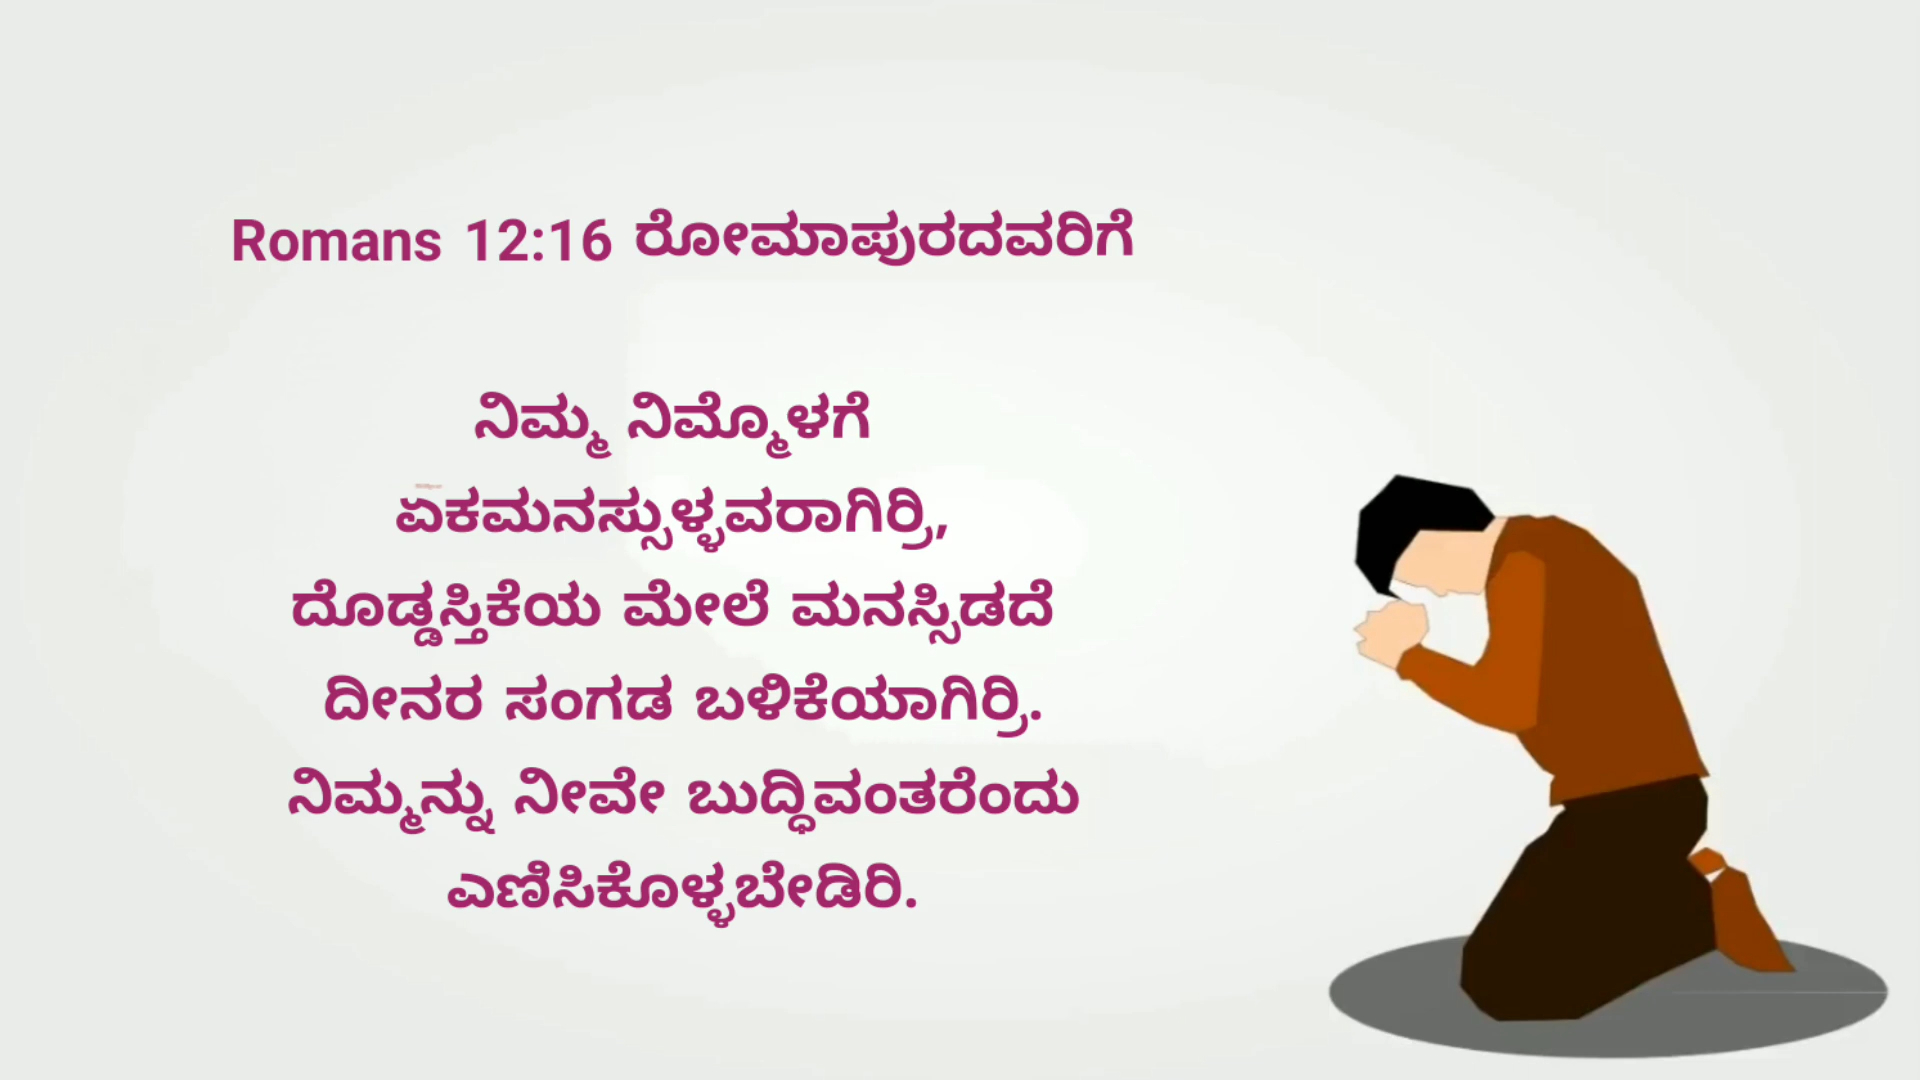 Romans 12:16 ರೋಮಾಪುರದವರಿಗೆ
ನಿಮ್ಮ ನಿಮ್ಮೊಳಗೆ
ಏಕಮನಸ್ಸುಳ್ಳವರಾಗಿರ್ರಿ,
ದೊಡ್ಡಸ್ತಿಕೆಯ ಮೇಲೆ ಮನಸ್ಸಿಡದೆ
ದೀನರ ಸಂಗಡ ಬಳಿಕೆಯಾಗಿರ್ರಿ.
ನಿಮ್ಮನ್ನು ನೀವೇ ಬುದ್ಧಿವಂತರೆಂದು
ಎಣಿಸಿಕೊಳ್ಳಬೇಡಿರಿ.